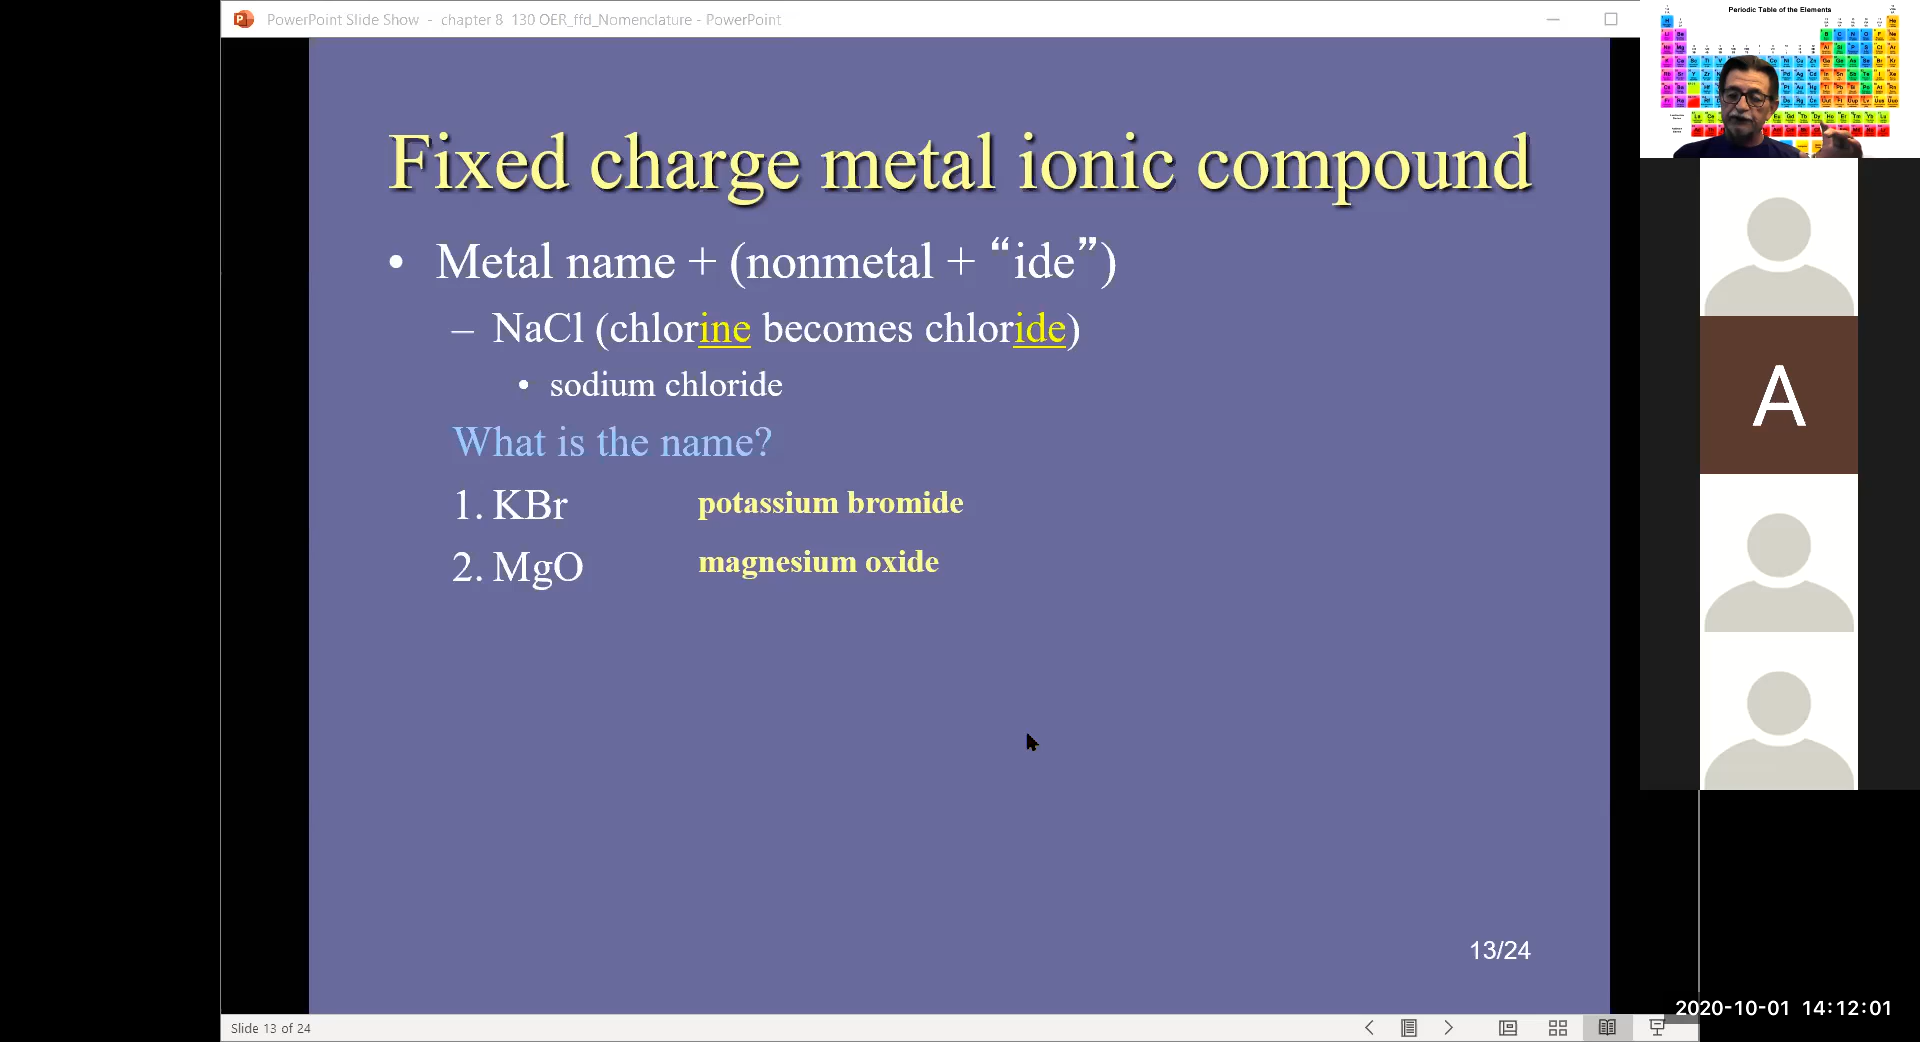 PowerPoint Slide Show - chapter 8 130 OER_ffd_Nomenclature - PowerPoint
Periodic Table of the Elements
Fixed charge metal ionic compound
• Metal name + (nonmetal + “ide”)
– NaCl (chlorine becomes chloride)
• sodium chloride
What is the name?
1. KBr potassium bromide
2. MgO magnesium oxide
A
13/24
2020-10-01 14:12:01
Slide 13 of 24